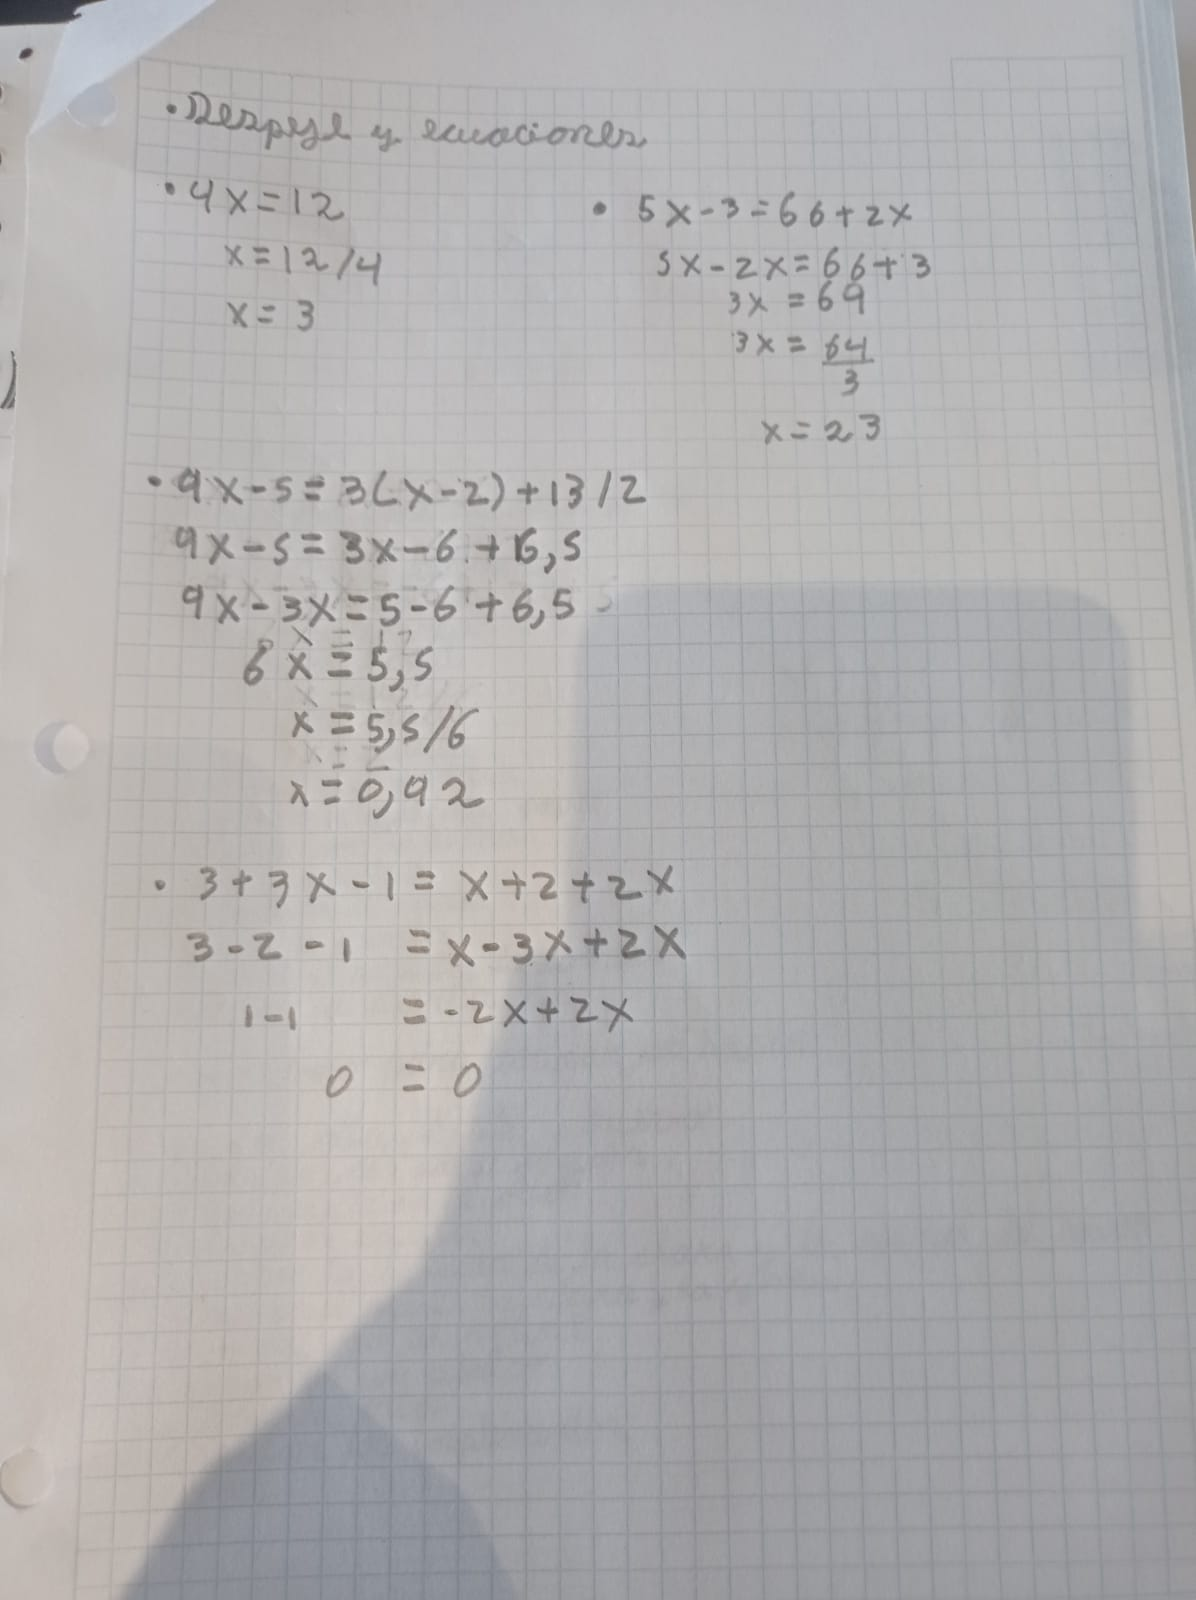 • Despeje y ecuaciones
• 4x=12
x=12/4
x=3
• 5x-3=66+2x
5x-2x=66+3
3x=69
3x=64/3
x=23
• 9x-5=3(x-2)+13/2
9x-5=3x-6+6,5
9x-3x=5-6+6,5
6x=5,5
x=5,5/6
x=0,92
• 3+3x-1=x+2+2x
3-2-1=x-3x+2x
1-1=-2x+2x
0=0